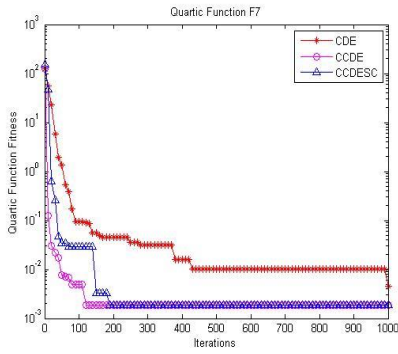 Quartic Function F7
CDE
CCDE
CCDESC
Quartic Function Fitness
10^3
10^2
10^1
10^0
10^-1
10^-2
10^-3
0 100 200 300 400 500 600 700 800 900 1000
Iterations